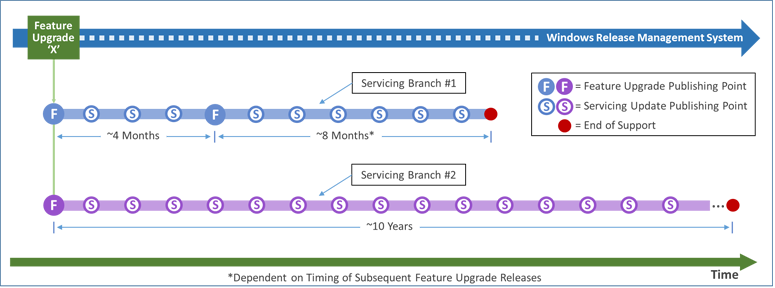 Feature
Upgrade
‘X’
Windows Release Management System
Servicing Branch #1
F S S S F S S S S S S
~4 Months
~8 Months*
F F = Feature Upgrade Publishing Point
S S = Servicing Update Publishing Point
= End of Support
Servicing Branch #2
F S S S S S S S S S S S S S S S ...
~10 Years
Time
*Dependent on Timing of Subsequent Feature Upgrade Releases